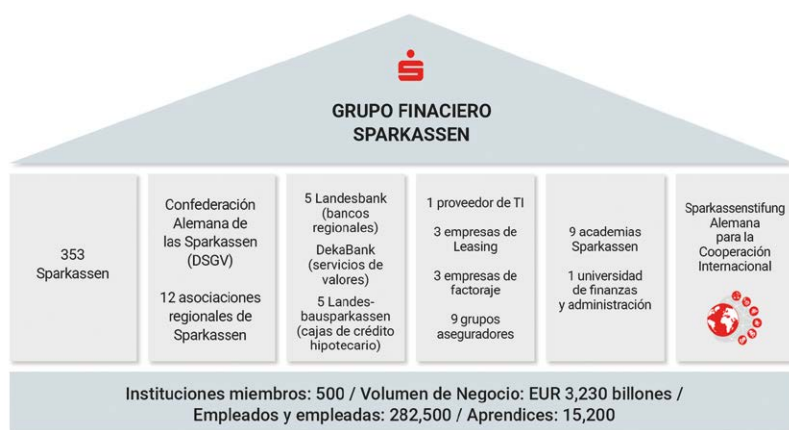 GRUPO FINACIERO
SPARKASSEN
353
Sparkassen
Confederación
Alemana de
las Sparkassen
(DSGV)
12 asociaciones
regionales de
Sparkassen
5 Landesbank
(bancos
regionales)
DekaBank
(servicios de
valores)
5 Landes-
bausparkassen
(cajas de crédito
hipotecario)
1 proveedor de TI
3 empresas de
Leasing
3 empresas de
factoraje
9 grupos
aseguradores
9 academias
Sparkassen
1 universidad
de finanzas
y administración
Sparkassenstiftung
Alemana
para la
Cooperación
Internacional
Instituciones miembros: 500 / Volumen de Negocio: EUR 3,230 billones /
Empleados y empleadas: 282,500 / Aprendices: 15,200